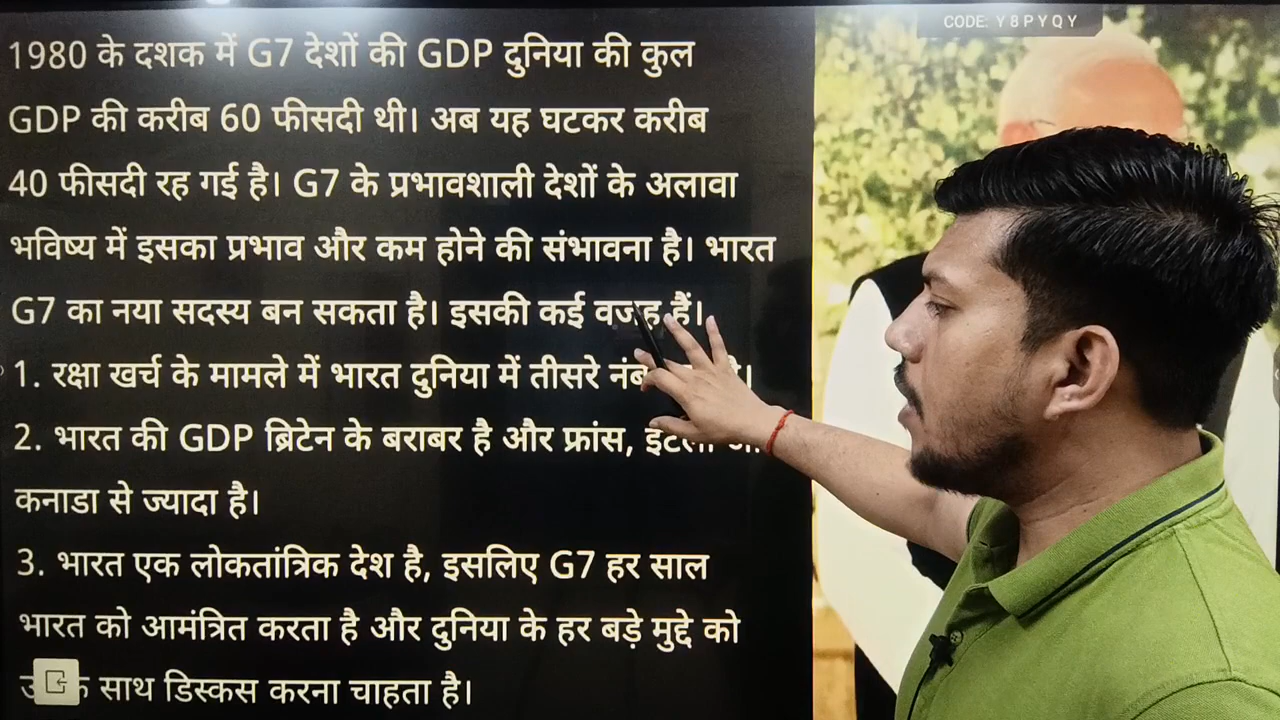 CODE: Y8PYQY
1980 के दशक में G7 देशों की GDP दुनिया की कुल
GDP की करीब 60 फीसदी थी। अब यह घटकर करीब
40 फीसदी रह गई है। G7 के प्रभावशाली देशों के अलावा
भविष्य में इसका प्रभाव और कम होने की संभावना है। भारत
G7 का नया सदस्य बन सकता है। इसकी कई वजह हैं।
1. रक्षा खर्च के मामले में भारत दुनिया में तीसरे
2. भारत की GDP ब्रिटेन के बराबर है और फ्रांस,
कनाडा से ज्यादा है।
3. भारत एक लोकतांत्रिक देश है, इसलिए G7 हर साल
भारत को आमंत्रित करता है और दुनिया के हर बड़े मुद्दे को
साथ डिस्कस करना चाहता है।